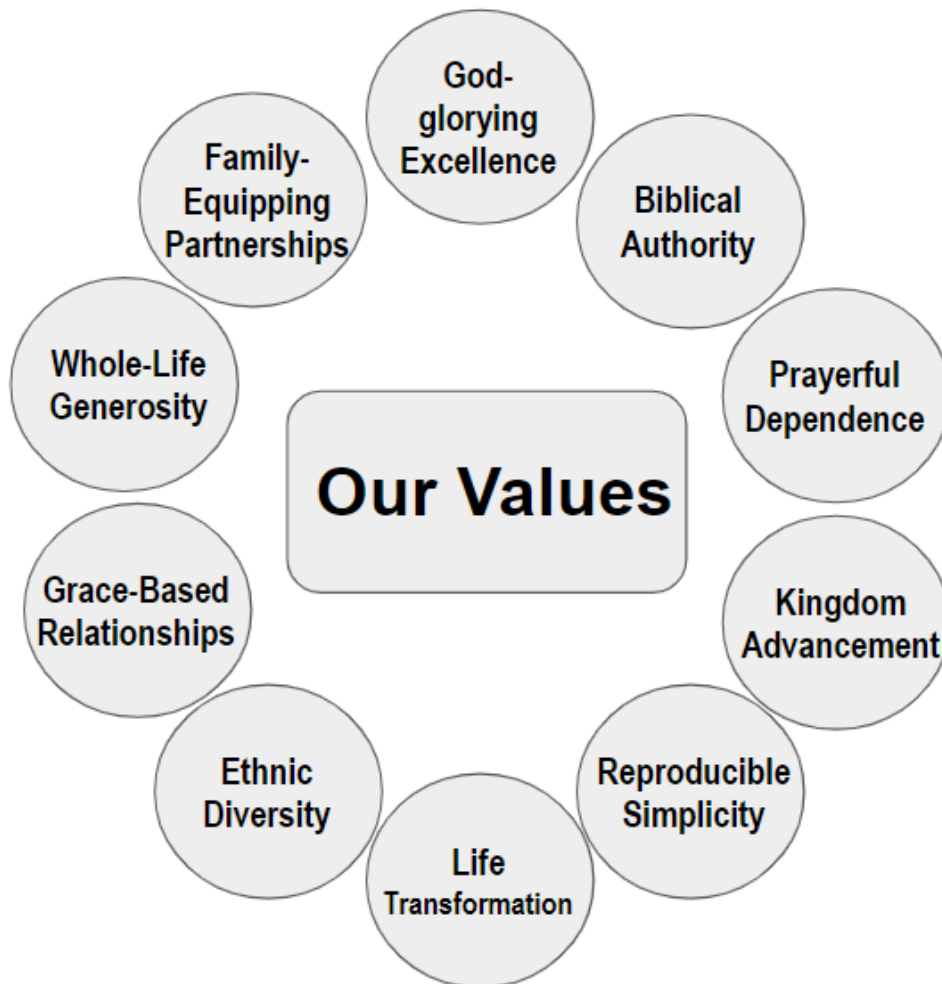 God-
glorying
Excellence
Biblical
Authority
Prayerful
Dependence
Kingdom
Advancement
Reproducible
Simplicity
Life
Transformation
Ethnic
Diversity
Grace-Based
Relationships
Whole-Life
Generosity
Family-
Equipping
Partnerships
Our Values